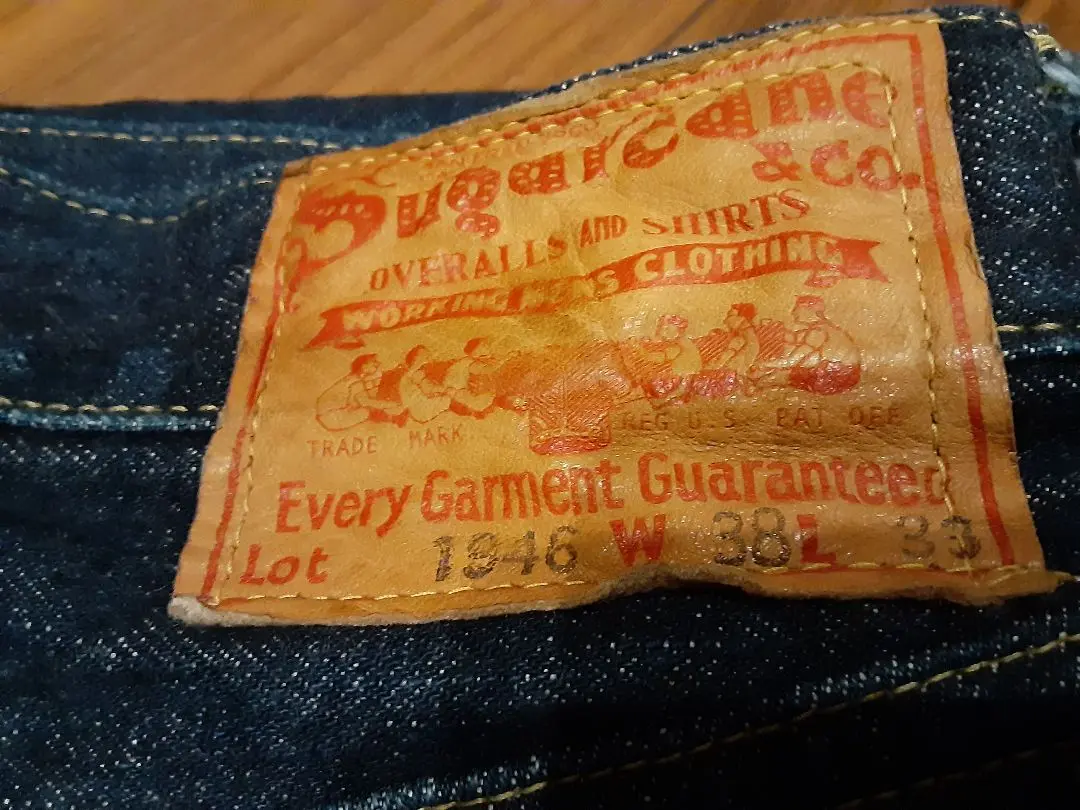 SugarCane
& CO.
OVERALLS AND SHIRTS
WORKING MEN'S CLOTHING
TRADE MARK REG U.S. PAT OFF
Every Garment Guaranteed
Lot 1946 W 38 L 33